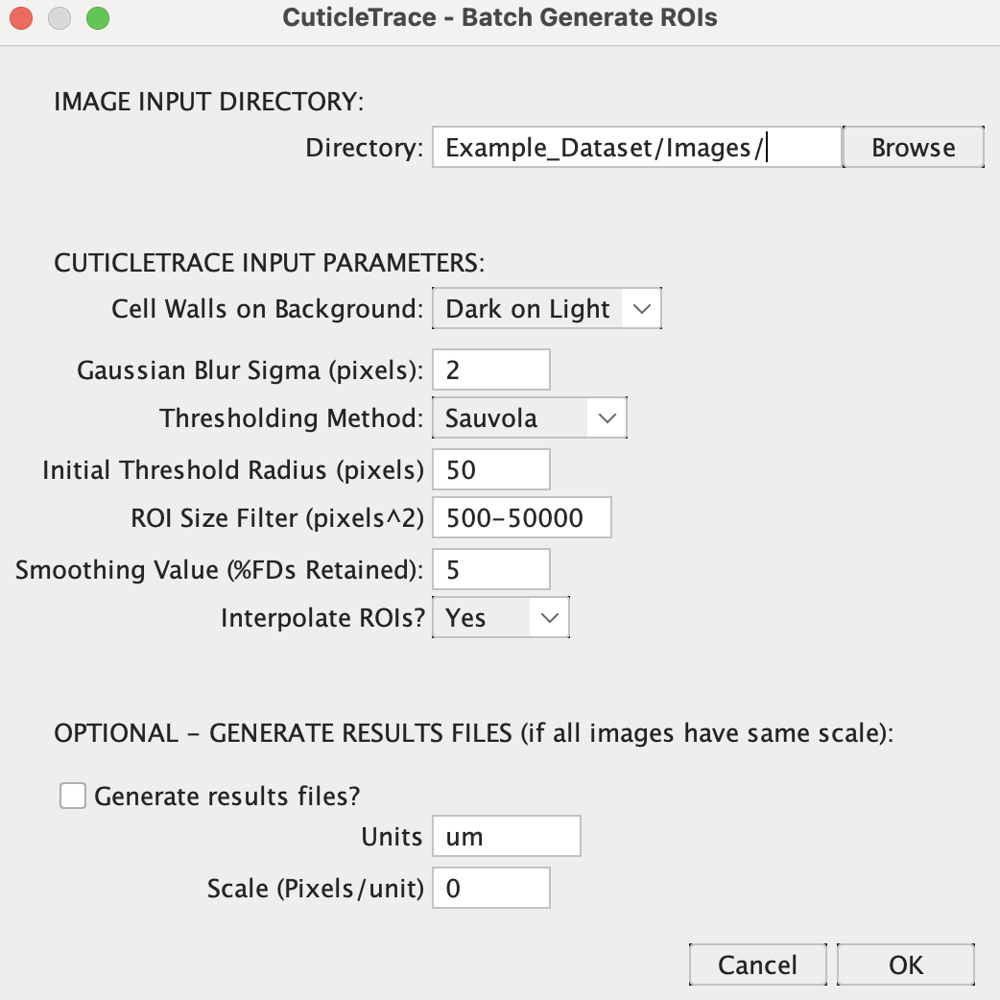 CuticleTrace - Batch Generate ROIs
IMAGE INPUT DIRECTORY:
Directory: Example_Dataset/Images/ Browse
CUTICLETRACE INPUT PARAMETERS:
Cell Walls on Background: Dark on Light
Gaussian Blur Sigma (pixels): 2
Thresholding Method: Sauvola
Initial Threshold Radius (pixels) 50
ROI Size Filter (pixels^2) 500-50000
Smoothing Value (%FDs Retained): 5
Interpolate ROIs? Yes
OPTIONAL - GENERATE RESULTS FILES (if all images have same scale):
Generate results files?
Units um
Scale (Pixels/unit) 0
Cancel OK